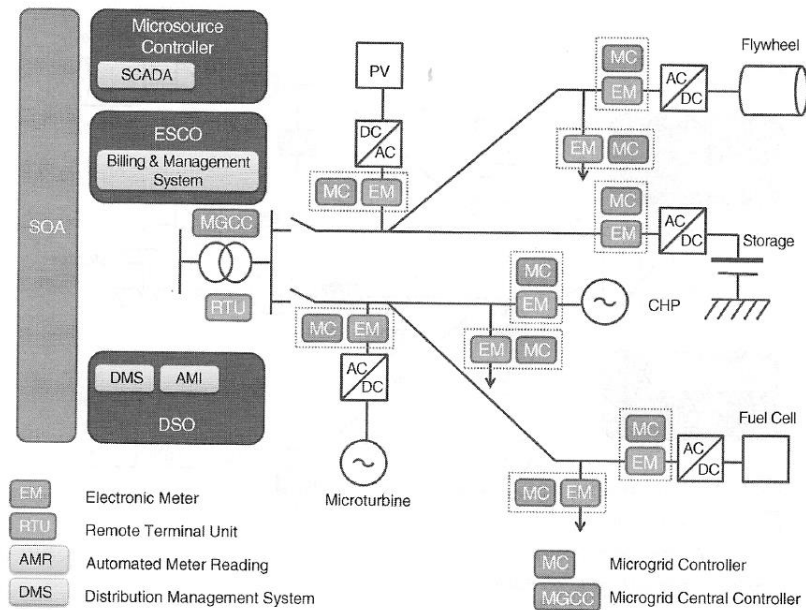 Microsource
Controller
SCADA
ESCO
Billing & Management
System
SOA
MGCC
RTU
DMS
AMI
DSO
PV
DC
AC
MC
EM
MC
EM
AC
DC
Flywheel
EM
MC
MC
EM
AC
DC
Storage
MC
EM
CHP
MC
EM
EM
MC
AC
DC
Microturbine
MC
EM
AC
DC
Fuel Cell
MC
EM
EM
Electronic Meter
RTU
Remote Terminal Unit
AMR
Automated Meter Reading
DMS
Distribution Management System
MC
Microgrid Controller
MGCC
Microgrid Central Controller